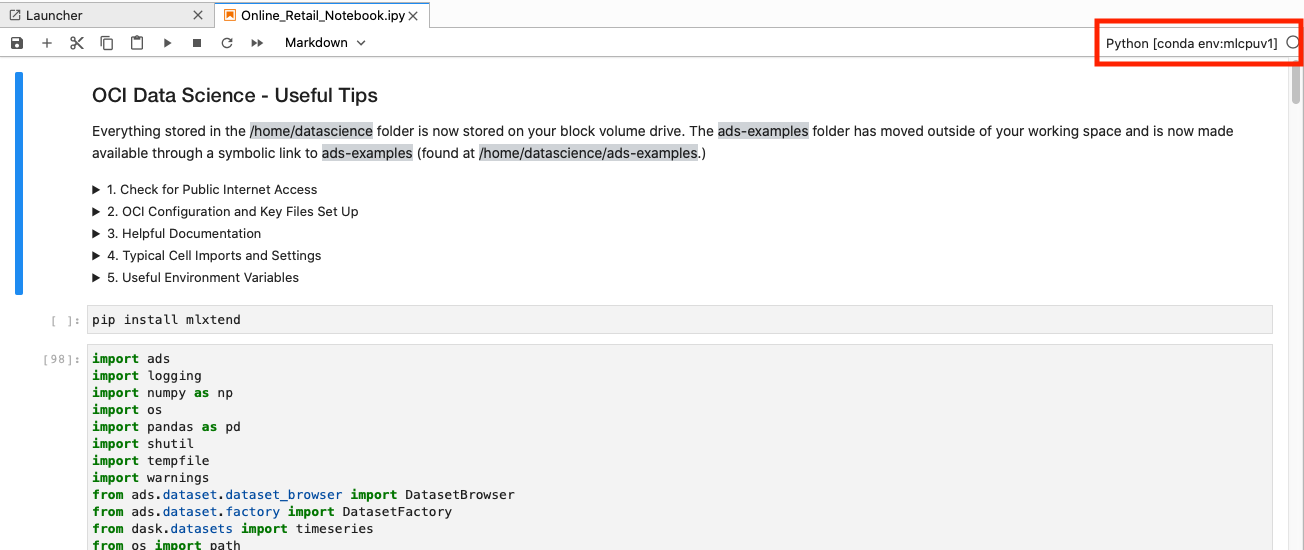 Launcher
Online_Retail_Notebook.ipy
Markdown
Python [conda env:mlcpuv1]
OCI Data Science - Useful Tips
Everything stored in the /home/datascience folder is now stored on your block volume drive. The ads-examples folder has moved outside of your working space and is now made
available through a symbolic link to ads-examples (found at /home/datascience/ads-examples.)
1. Check for Public Internet Access
2. OCI Configuration and Key Files Set Up
3. Helpful Documentation
4. Typical Cell Imports and Settings
5. Useful Environment Variables
[ ]: pip install mlxtend
[98]: import ads
import logging
import numpy as np
import os
import pandas as pd
import shutil
import tempfile
import warnings
from ads.dataset.dataset_browser import DatasetBrowser
from ads.dataset.factory import DatasetFactory
from dask.datasets import timeseries
from os import path